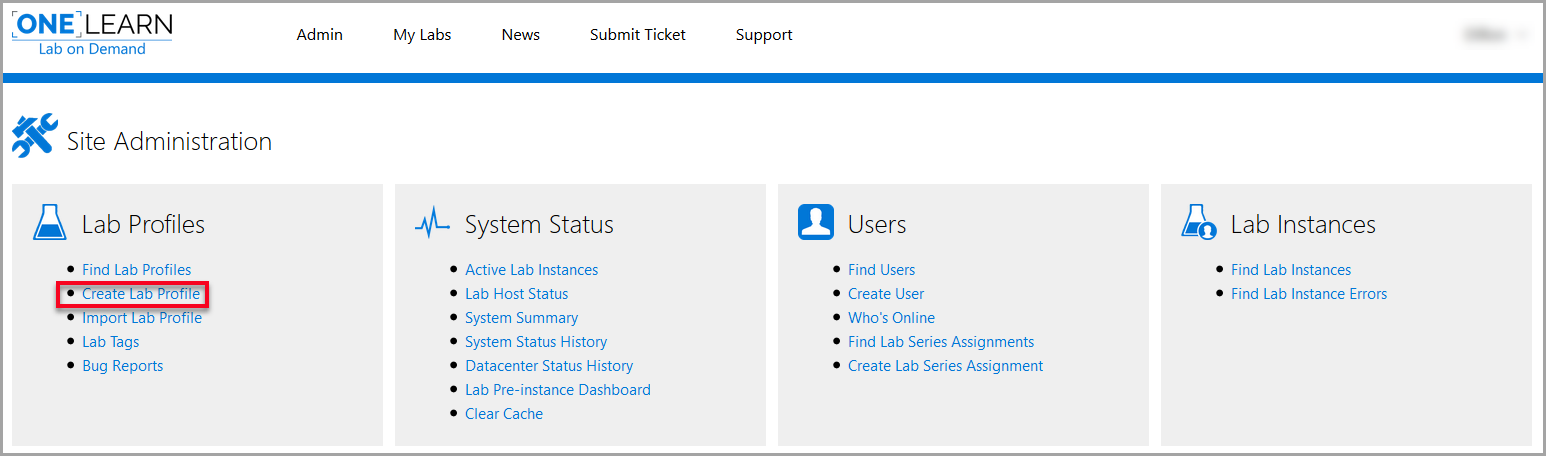 ONE LEARN
Lab on Demand
Admin My Labs News Submit Ticket Support
Site Administration
Lab Profiles
Find Lab Profiles
Create Lab Profile
Import Lab Profile
Lab Tags
Bug Reports
System Status
Active Lab Instances
Lab Host Status
System Summary
System Status History
Datacenter Status History
Lab Pre-instance Dashboard
Clear Cache
Users
Find Users
Create User
Who's Online
Find Lab Series Assignments
Create Lab Series Assignment
Lab Instances
Find Lab Instances
Find Lab Instance Errors